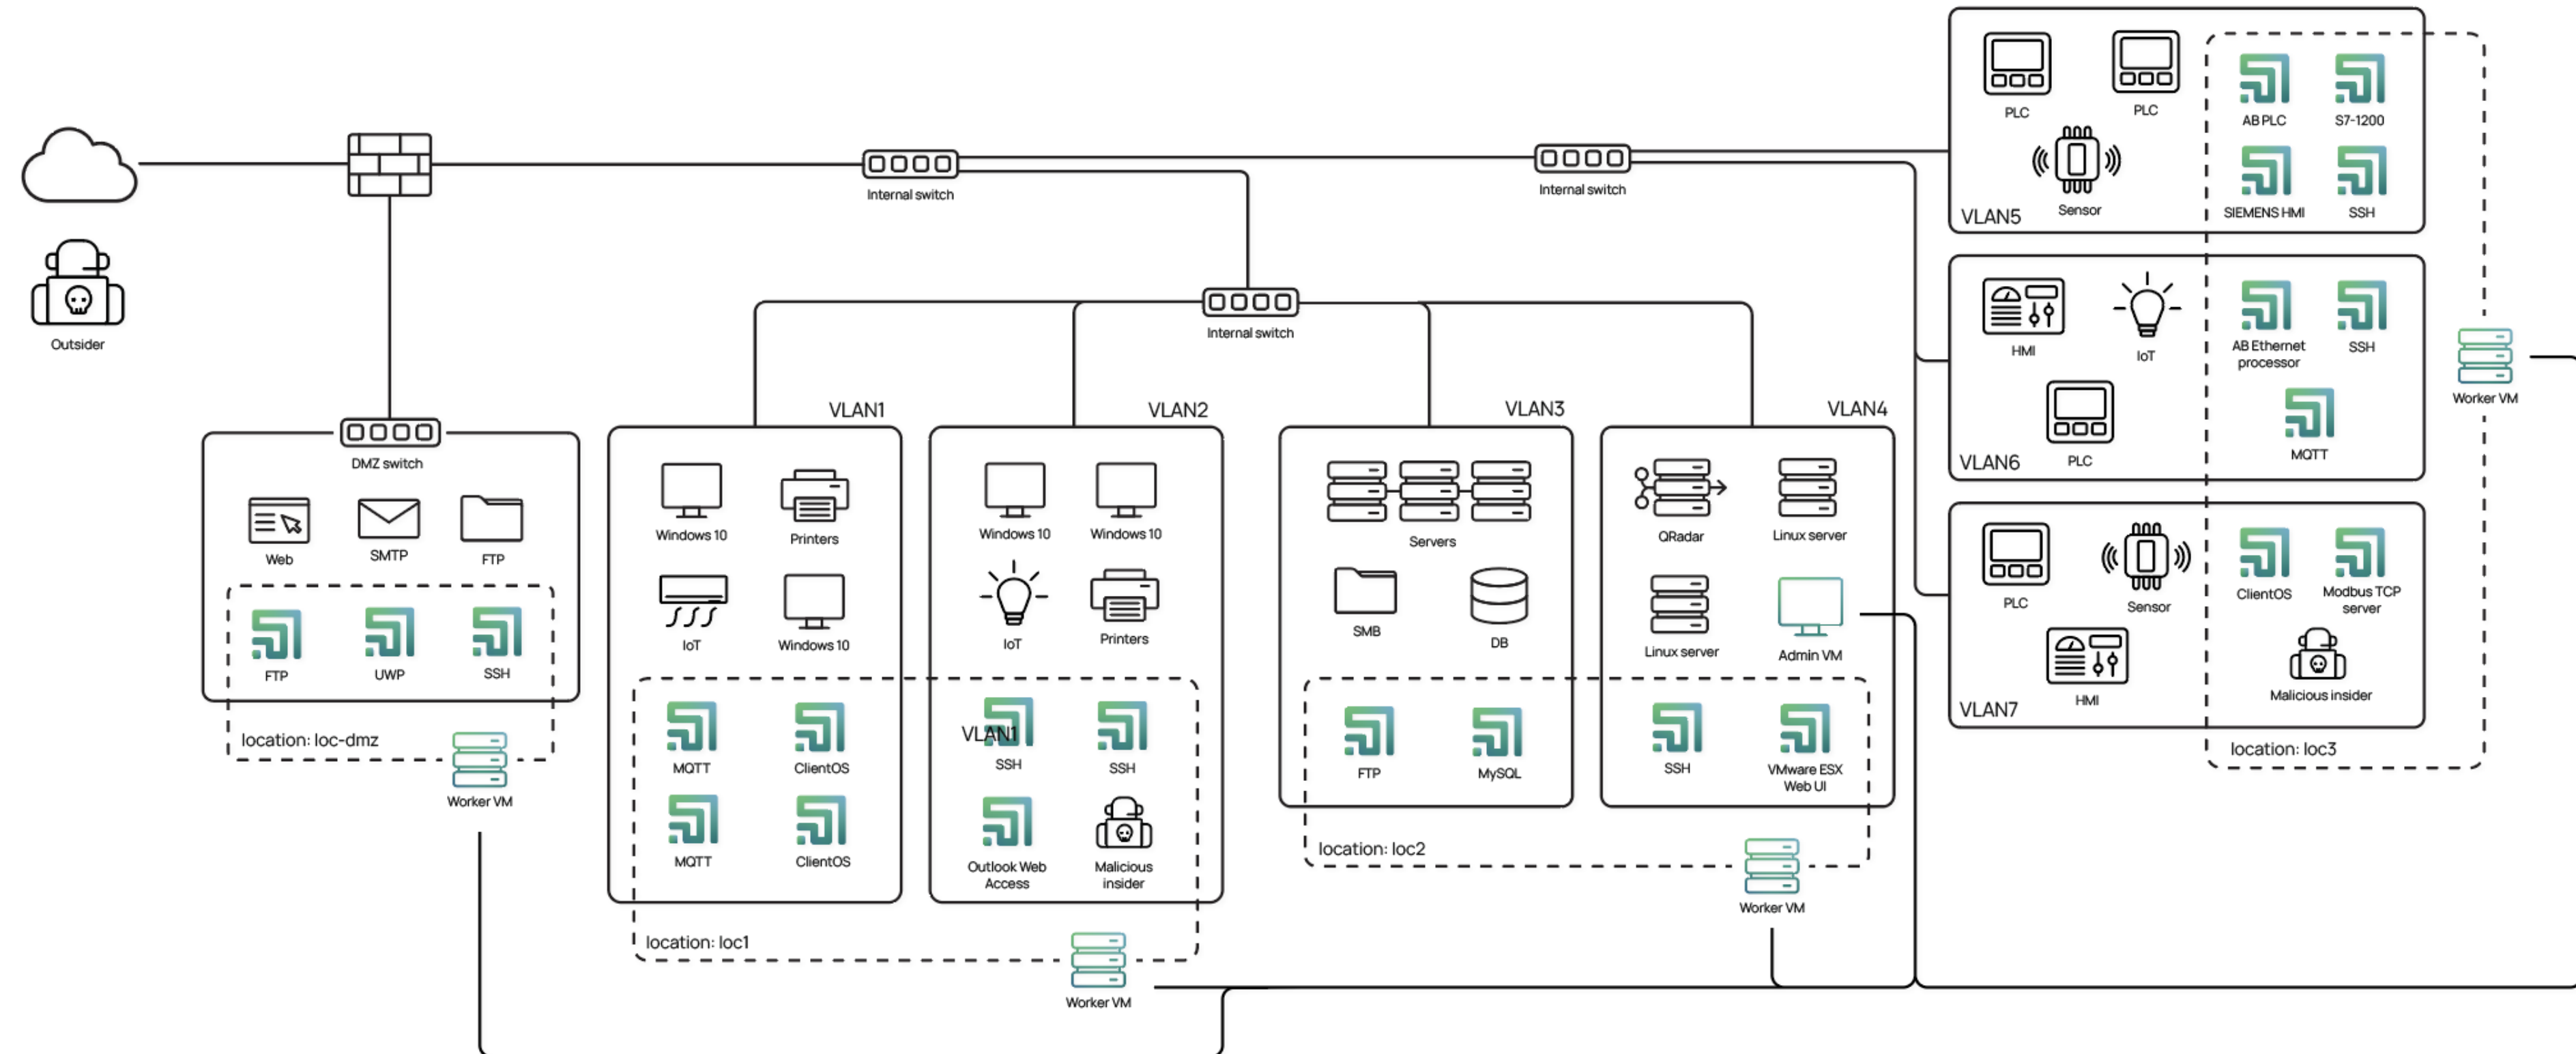 Outsider
Internal switch
Internal switch
Internal switch
DMZ switch
Web
SMTP
FTP
FTP
UWP
SSH
location: loc-dmz
Worker VM
VLAN1
Windows 10
Printers
IoT
Windows 10
MQTT
ClientOS
MQTT
ClientOS
location: loc1
VLAN2
Windows 10
Windows 10
IoT
Printers
VLAN1
SSH
SSH
Outlook Web
Access
Malicious
insider
Worker VM
VLAN3
Servers
SMB
DB
FTP
MySQL
location: loc2
VLAN4
QRadar
Linux server
Linux server
Admin VM
SSH
VMware ESX
Web UI
Worker VM
PLC
PLC
Sensor
VLAN5
AB PLC
S7-1200
SIEMENS HMI
SSH
HMI
IoT
PLC
VLAN6
AB Ethernet
processor
SSH
MQTT
Worker VM
PLC
Sensor
HMI
VLAN7
ClientOS
Modbus TCP
server
Malicious insider
location: loc3